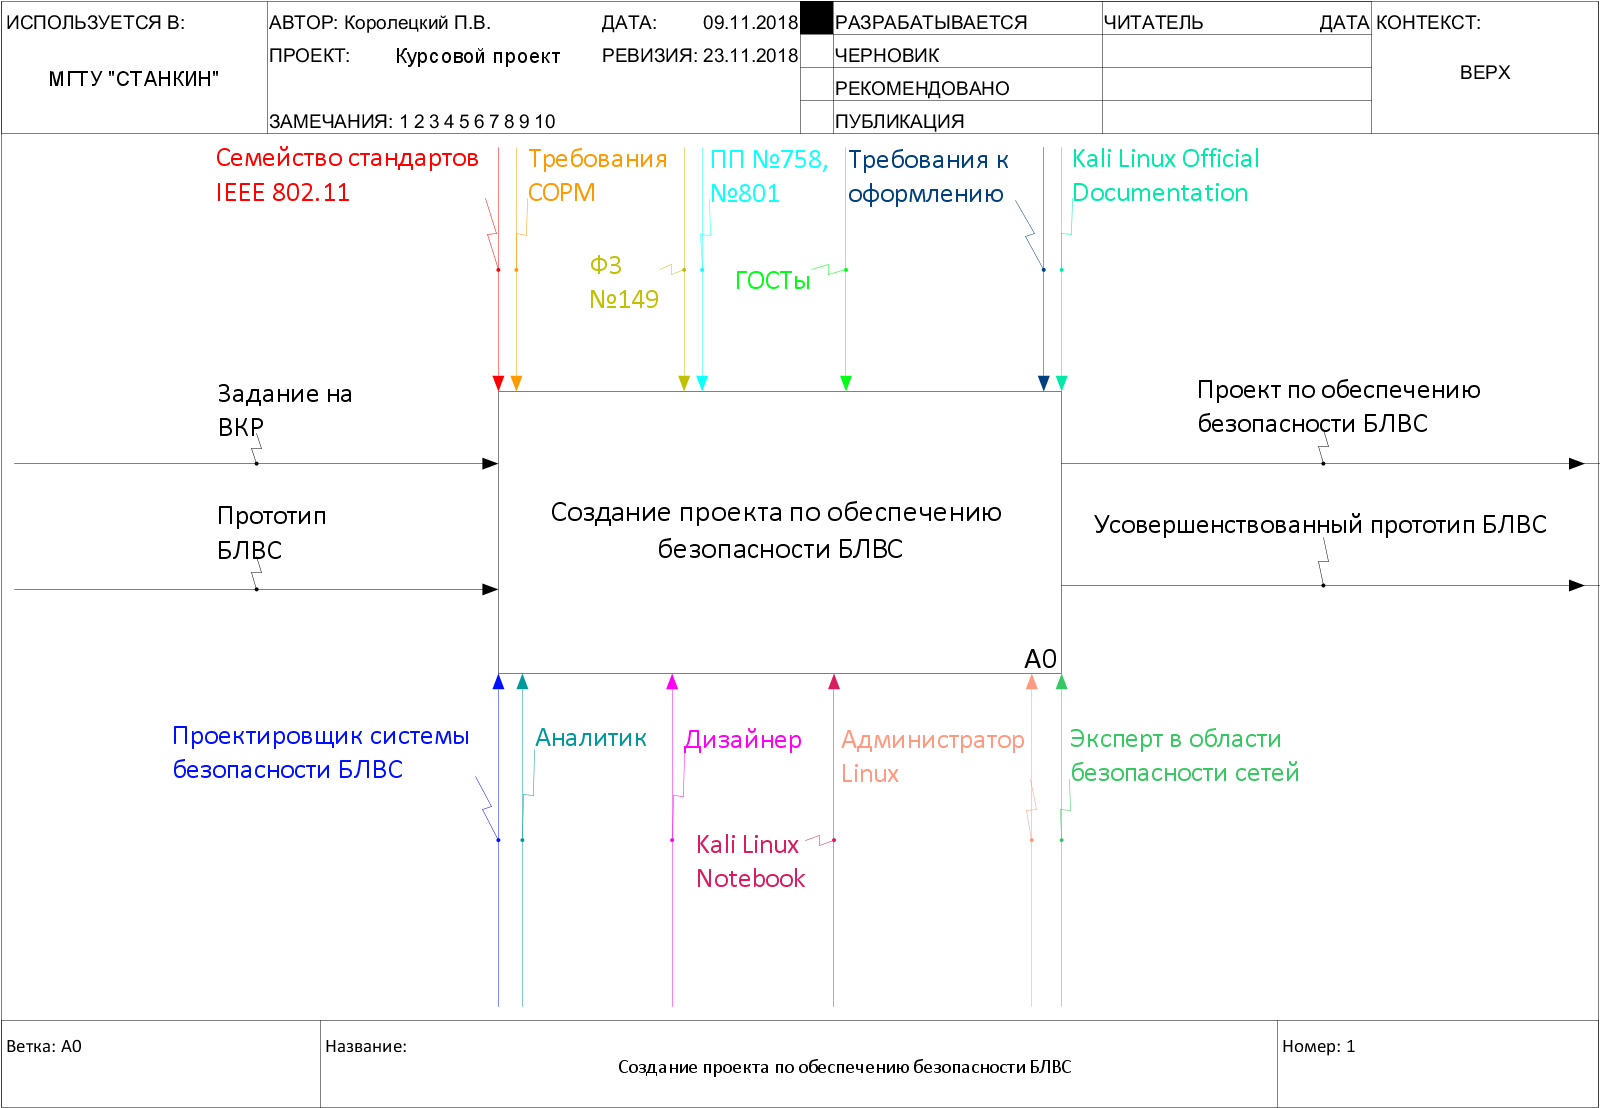 ИСПОЛЬЗУЕТСЯ В:
МГТУ "СТАНКИН"
АВТОР: Королецкий П.В.
ДАТА: 09.11.2018
ПРОЕКТ: Курсовой проект
РЕВИЗИЯ: 23.11.2018
ЗАМЕЧАНИЯ: 1 2 3 4 5 6 7 8 9 10
РАЗРАБАТЫВАЕТСЯ
ЧЕРНОВИК
РЕКОМЕНДОВАНО
ПУБЛИКАЦИЯ
ЧИТАТЕЛЬ ДАТА
КОНТЕКСТ:
ВЕРХ
Семейство стандартов
IEEE 802.11
Требования
СОРМ
ФЗ
№149
ПП №758,
№801
ГОСТы
Требования к
оформлению
Kali Linux Official
Documentation
Задание на
ВКР
Прототип
БЛВС
Создание проекта по обеспечению
безопасности БЛВС
А0
Проект по обеспечению
безопасности БЛВС
Усовершенствованный прототип БЛВС
Проектировщик системы
безопасности БЛВС
Аналитик
Дизайнер
Kali Linux
Notebook
Администратор
Linux
Эксперт в области
безопасности сетей
Ветка: А0
Название:
Создание проекта по обеспечению безопасности БЛВС
Номер: 1